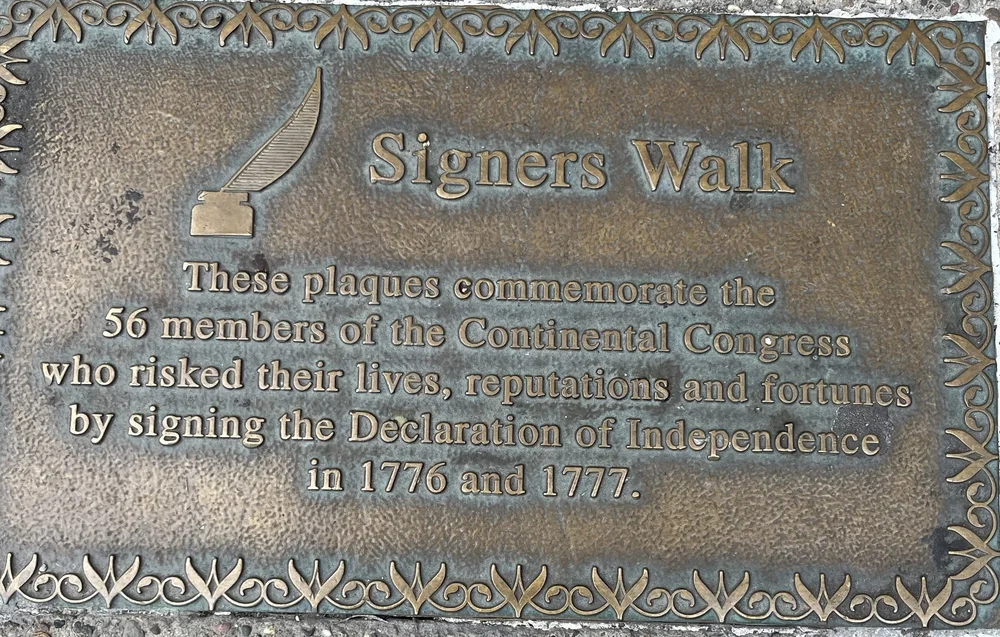 Signers Walk
These plaques commemorate the
56 members of the Continental Congress
who risked their lives, reputations and fortunes
by signing the Declaration of Independence
in 1776 and 1777.